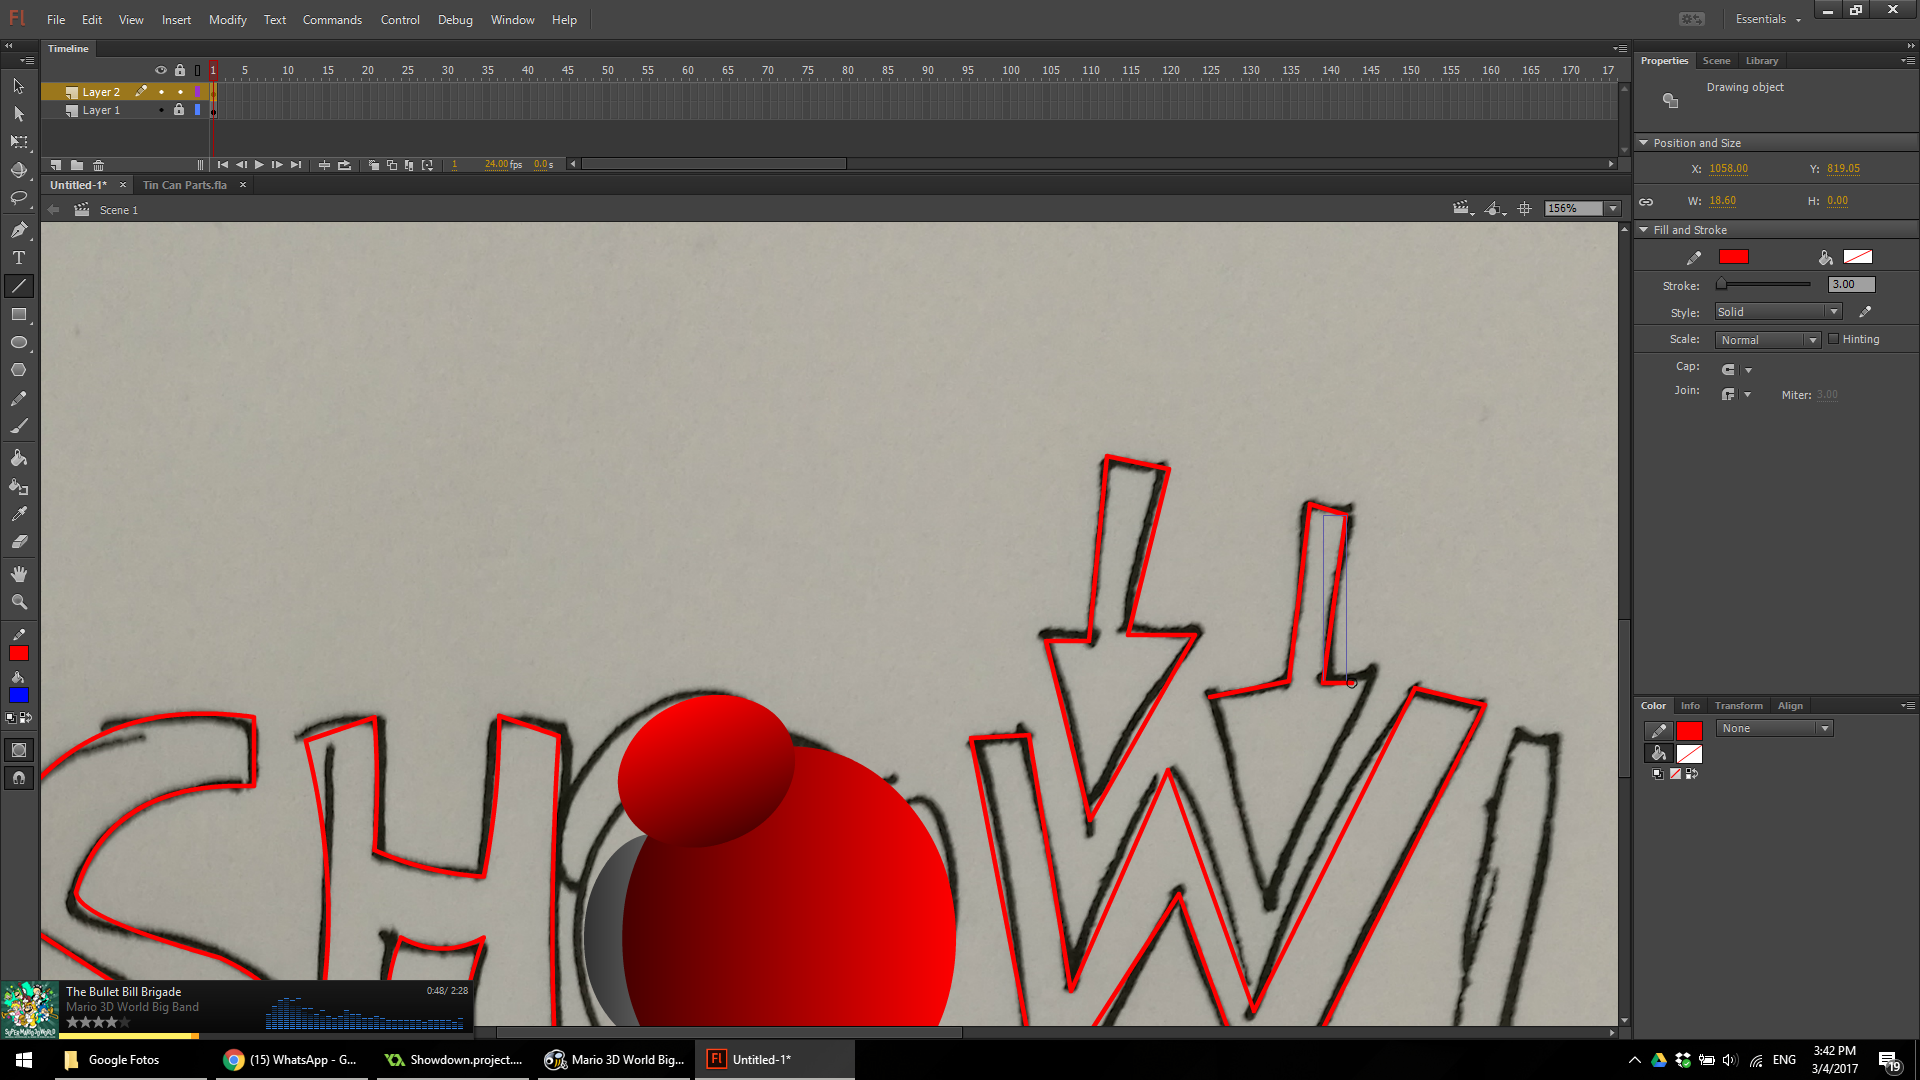 Fl File Edit View Insert Modify Text Commands Control Debug Window Help Essentials
Timeline
1 5 10 15 20 25 30 35 40 45 50 55 60 65 70 75 80 85 90 95 100 105 110 115 120 125 130 135 140 145 150 155 160 165 170 17
Layer 2
Layer 1
1 24.00 fps 0.0 s
Untitled-1* Tin Can Parts.fla
Scene 1 156%
Properties Scene Library
Drawing object
Position and Size
X: 1058.00 Y: 819.05
W: 18.60 H: 0.00
Fill and Stroke
Stroke: 3.00
Style: Solid
Scale: Normal Hinting
Cap:
Join: Miter: 3.00
Color Info Transform Align
None
T
SHOW
The Bullet Bill Brigade 0:48/ 2:28
Mario 3D World Big Band
Google Fotos (15) WhatsApp - G... Showdown.project.... Mario 3D World Big... Fl Untitled-1* ENG 3:42 PM
3/4/2017 19